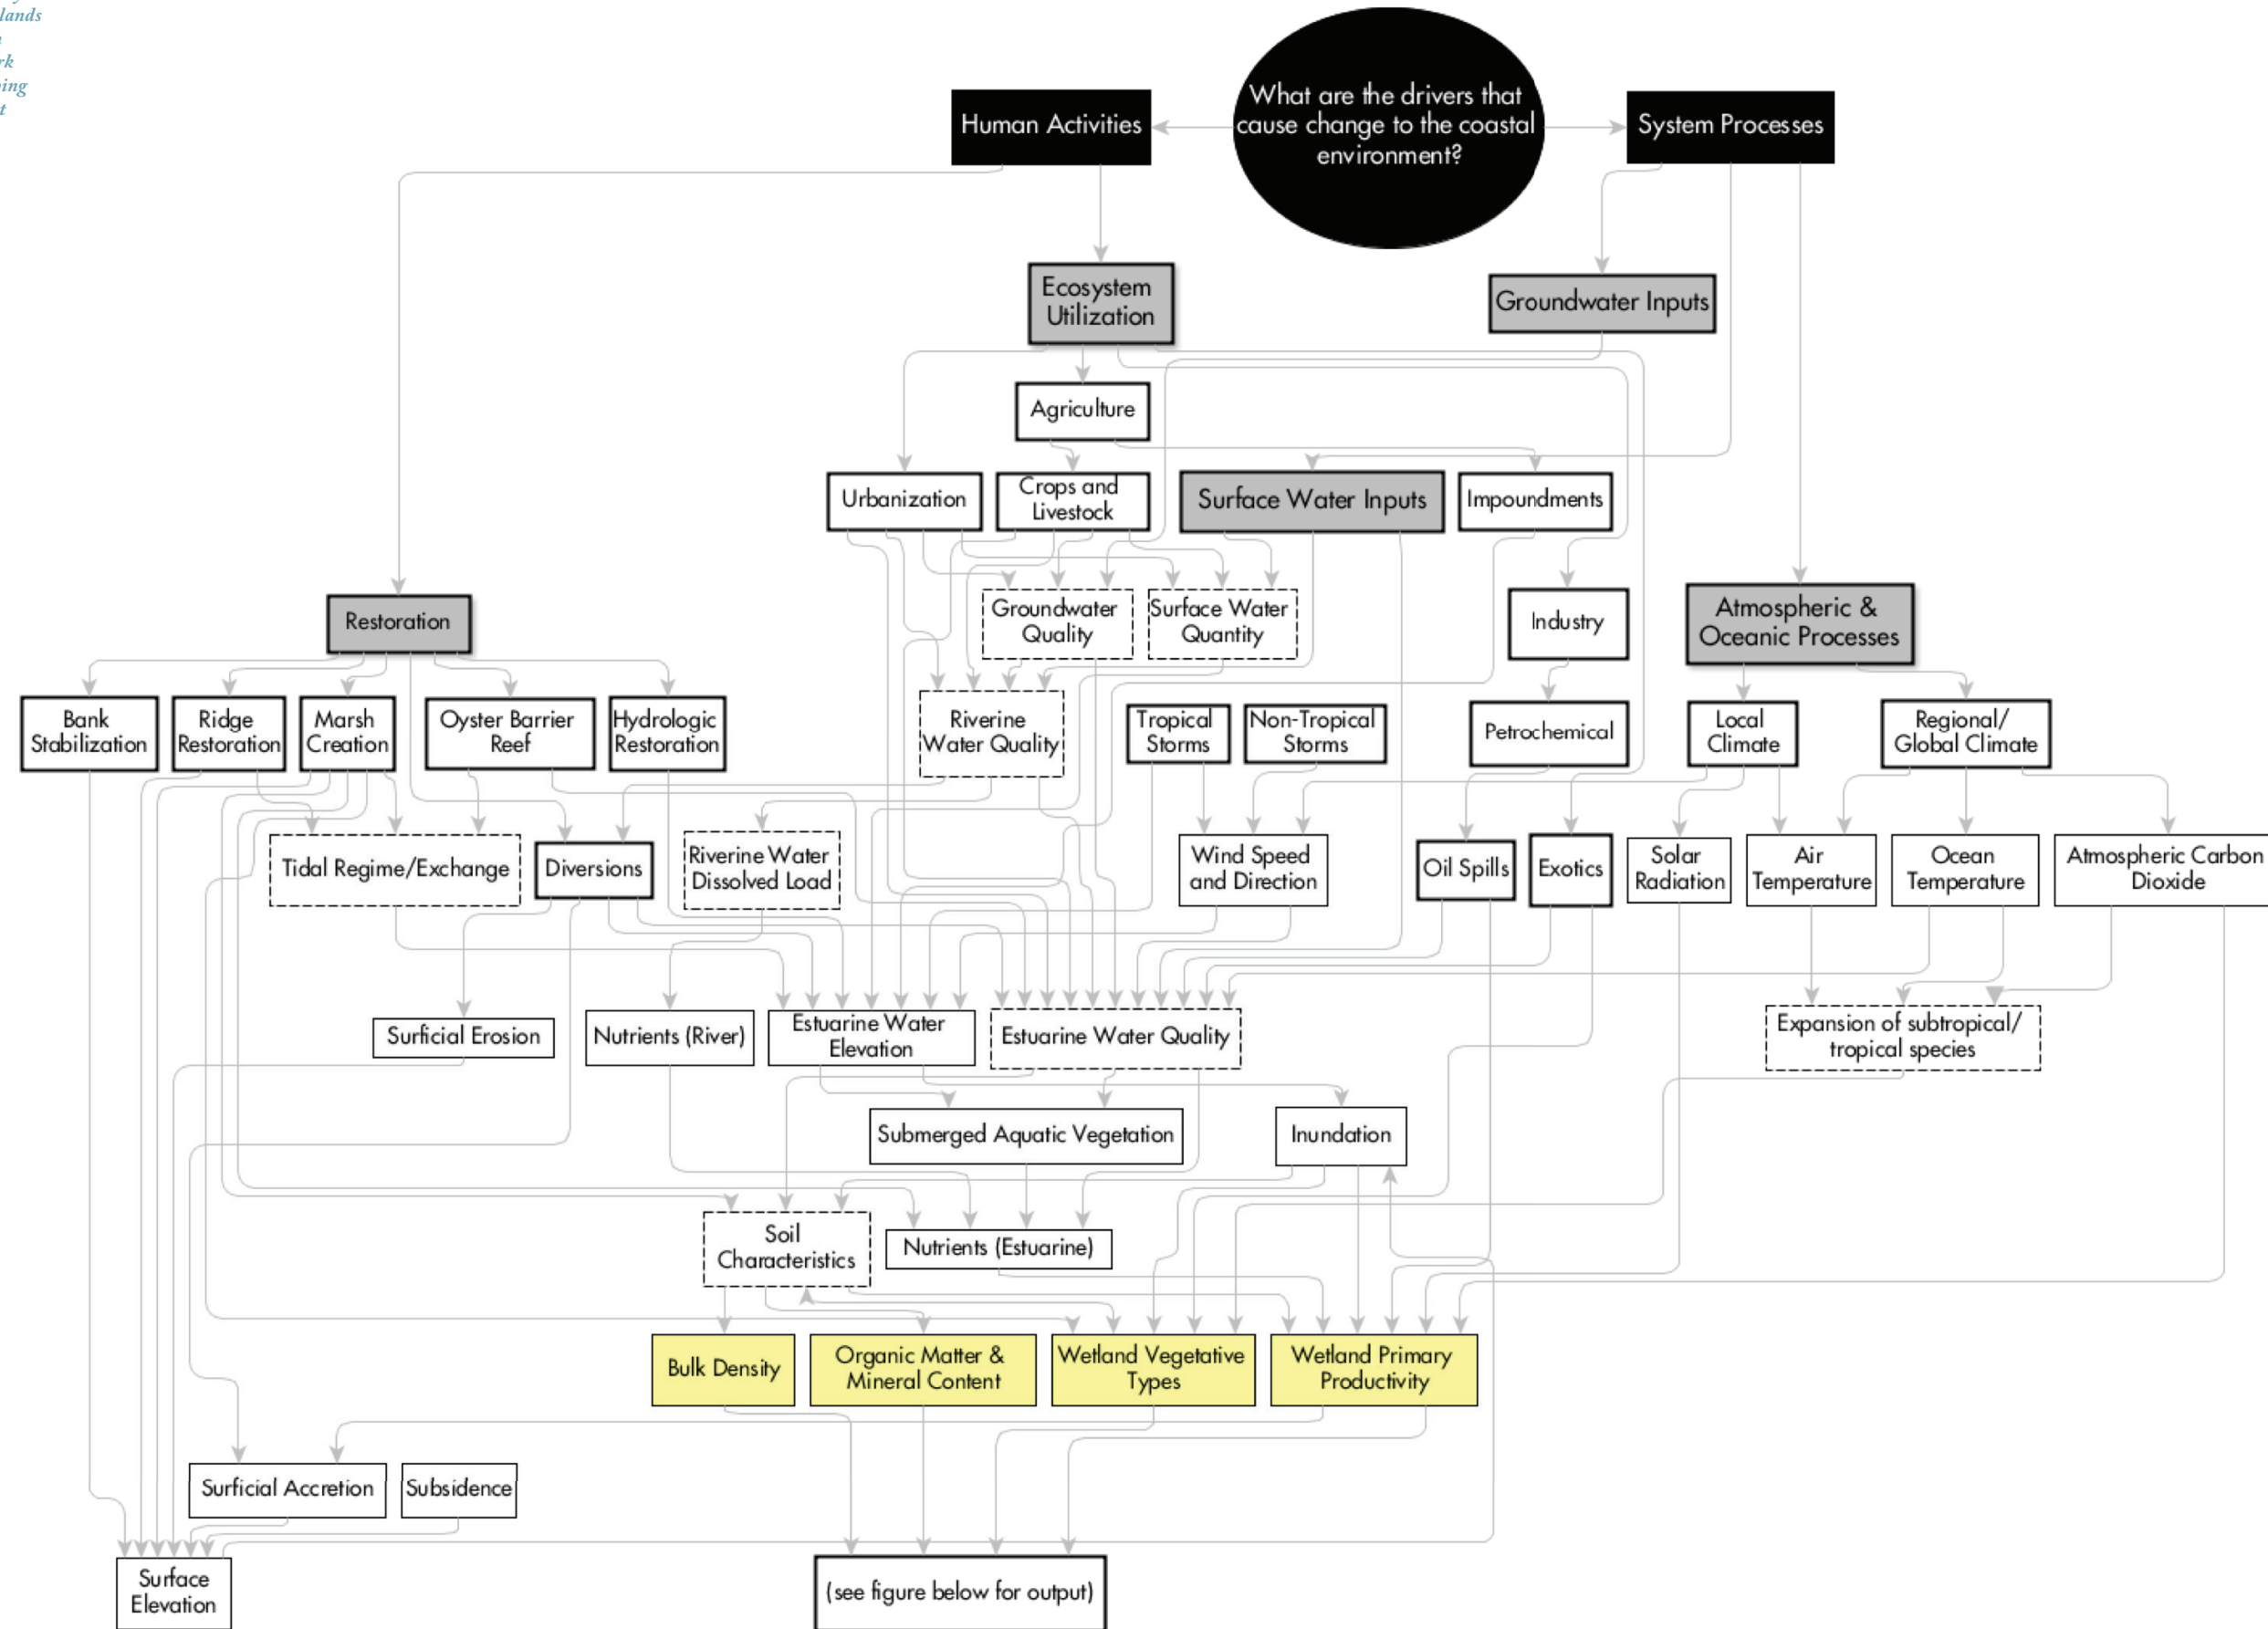 lands
rk
ing
t
What are the drivers that
cause change to the coastal
environment?
Human Activities
System Processes
Ecosystem
Utilization
Groundwater Inputs
Agriculture
Urbanization
Crops and
Livestock
Surface Water Inputs
Impoundments
Groundwater
Quality
Surface Water
Quantity
Industry
Atmospheric &
Oceanic Processes
Restoration
Bank
Stabilization
Ridge
Restoration
Marsh
Creation
Oyster Barrier
Reef
Hydrologic
Restoration
Riverine
Water Quality
Tropical
Storms
Non-Tropical
Storms
Petrochemical
Local
Climate
Regional/
Global Climate
Tidal Regime/Exchange
Diversions
Riverine Water
Dissolved Load
Wind Speed
and Direction
Oil Spills
Exotics
Solar
Radiation
Air
Temperature
Ocean
Temperature
Atmospheric Carbon
Dioxide
Surficial Erosion
Nutrients (River)
Estuarine Water
Elevation
Estuarine Water Quality
Expansion of subtropical/
tropical species
Submerged Aquatic Vegetation
Inundation
Soil
Characteristics
Nutrients (Estuarine)
Bulk Density
Organic Matter &
Mineral Content
Wetland Vegetative
Types
Wetland Primary
Productivity
Surficial Accretion
Subsidence
Surface
Elevation
(see figure below for output)